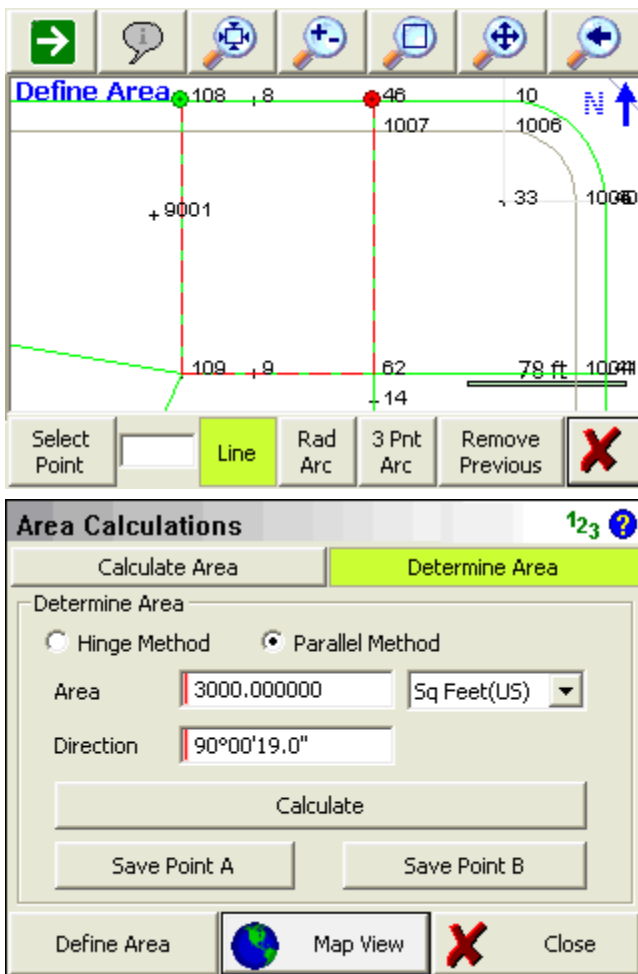 Define Area 108 8 46 10 N
1007 1006
9001 33
109 9 62 78 ft
14
Select Point Line Rad Arc 3 Pnt Arc Remove Previous
Area Calculations 123 ?
Calculate Area Determine Area
Determine Area
Hinge Method Parallel Method
Area 3000.000000 Sq Feet(US)
Direction 90°00'19.0"
Calculate
Save Point A Save Point B
Define Area Map View Close